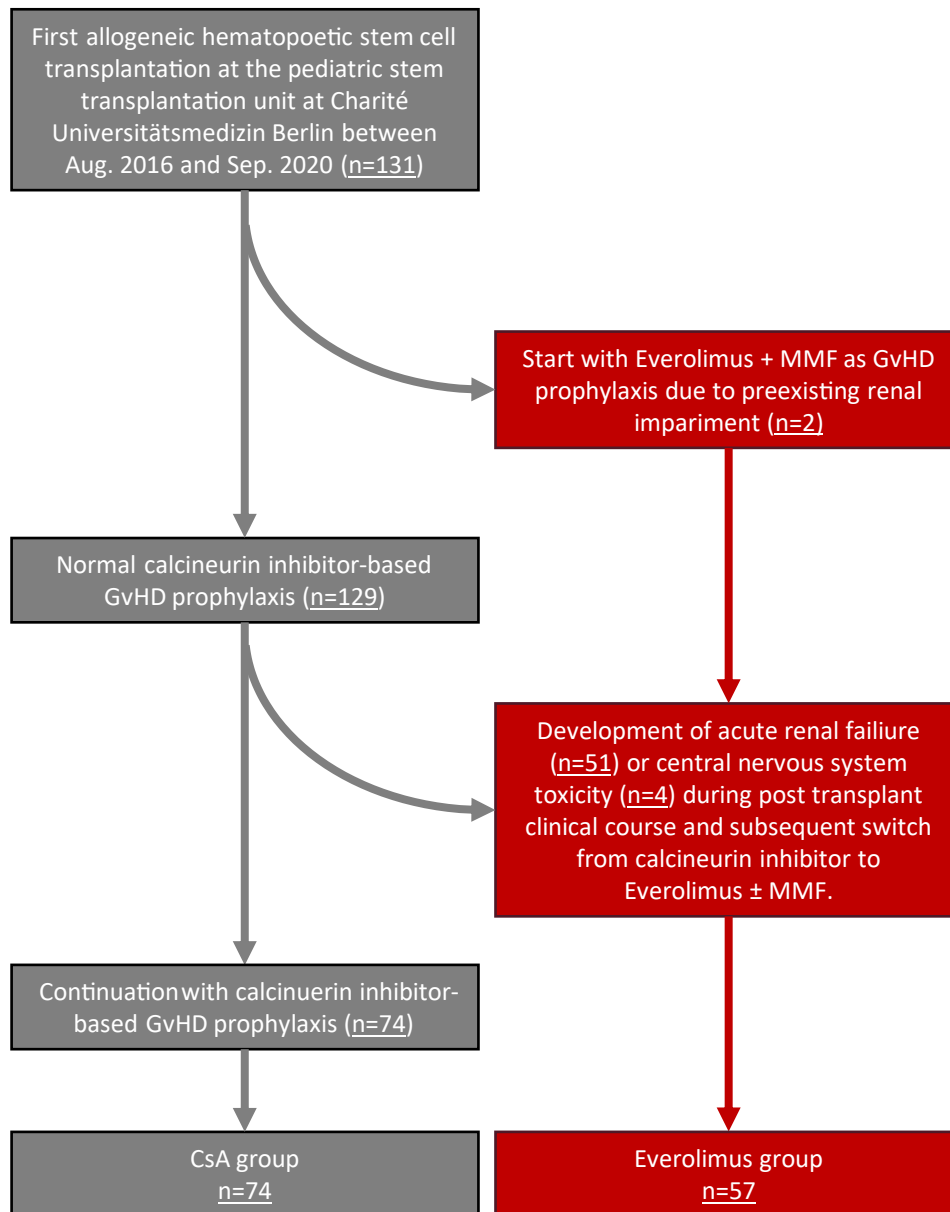 First allogeneic hematopoetic stem cell
transplantation at the pediatric stem
transplantation unit at Charité
Universitätsmedizin Berlin between
Aug. 2016 and Sep. 2020 (n=131)
Start with Everolimus + MMF as GvHD
prophylaxis due to preexisting renal
impariment (n=2)
Normal calcineurin inhibitor-based
GvHD prophylaxis (n=129)
Development of acute renal failiure
(n=51) or central nervous system
toxicity (n=4) during post transplant
clinical course and subsequent switch
from calcineurin inhibitor to
Everolimus ± MMF.
Continuation with calcinuerin inhibitor-
based GvHD prophylaxis (n=74)
CsA group
n=74
Everolimus group
n=57